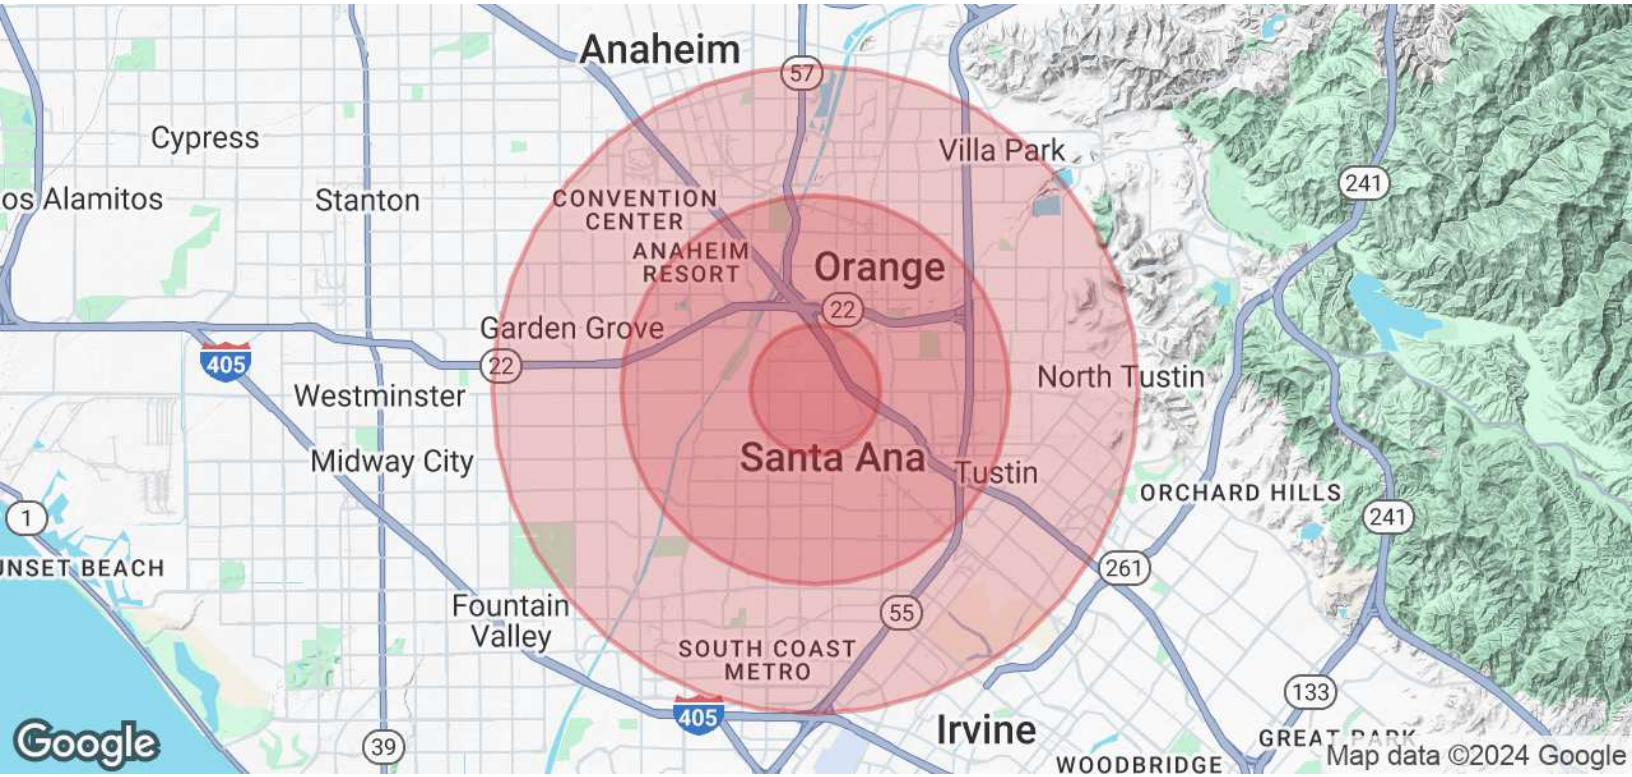 Anaheim
57
Cypress
Villa Park
241
os Alamitos
Stanton
CONVENTION
CENTER
ANAHEIM
RESORT
Orange
22
Garden Grove
405
22
Westminster
North Tustin
Midway City
Santa Ana
Tustin
ORCHARD HILLS
1
241
UNSET BEACH
261
Fountain
Valley
55
SOUTH COAST
METRO
133
405
Irvine
39
Google
GREAT PARK
WOODBRIDGE
Map data ©2024 Google